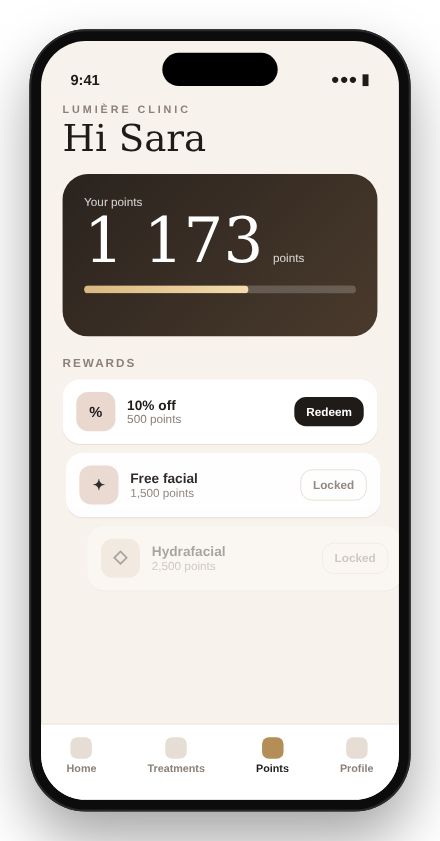 9:41
LUMIÈRE CLINIC
Hi Sara
Your points
1 173 points
REWARDS
%
10% off
500 points
Redeem
Free facial
1,500 points
Locked
Hydrafacial
2,500 points
Locked
Home
Treatments
Points
Profile